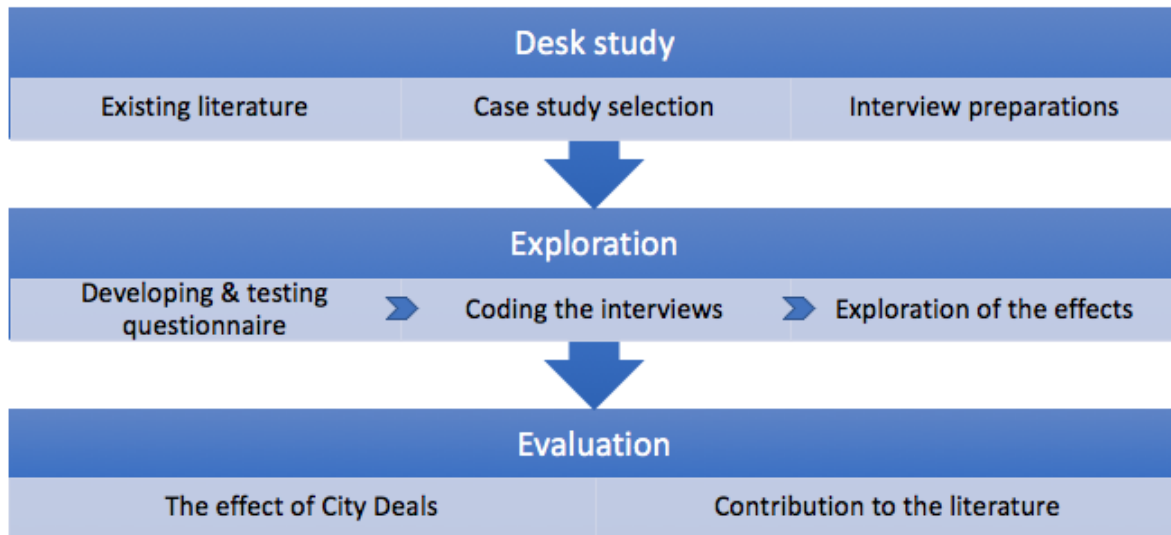 Desk study
Existing literature
Case study selection
Interview preparations
Exploration
Developing & testing
questionnaire
Coding the interviews
Exploration of the effects
Evaluation
The effect of City Deals
Contribution to the literature